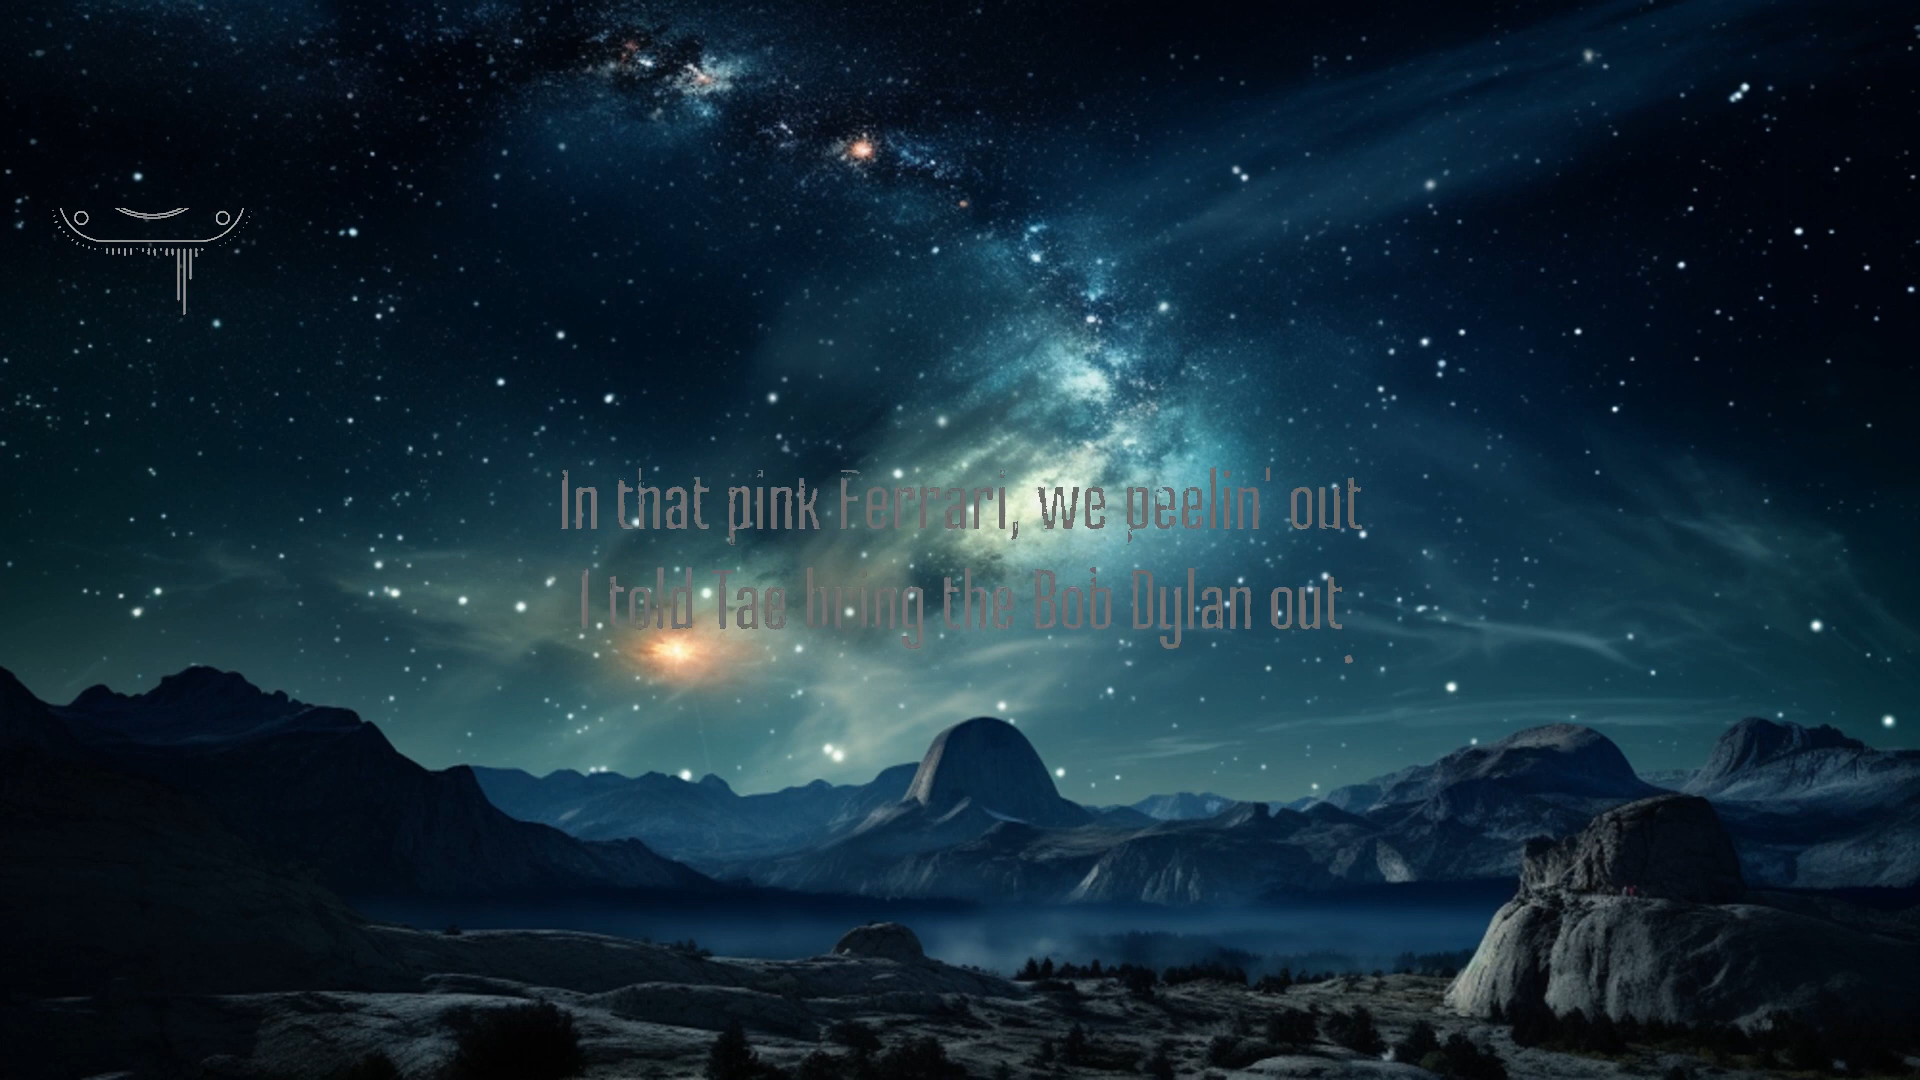 In that pink Ferrari, we peelin' out
I told Tae bring the Bob Dylan out